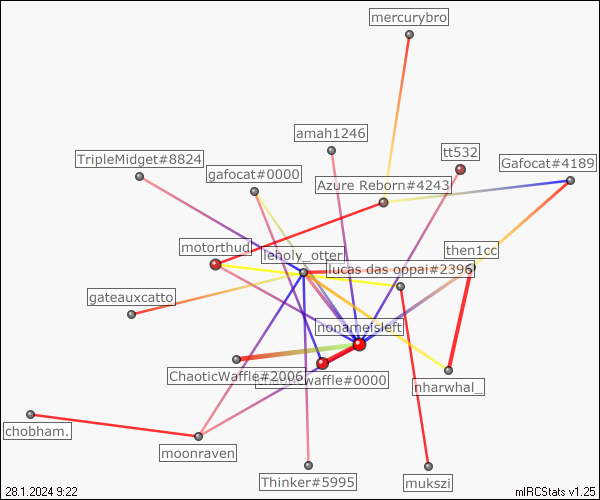 mercurybro
amah1246
tt532
TripleMidget#8824
Gafocat#4189
gafocat#0000
Azure Reborn#4243
motorthud
leholy_otter
then1cc
lucas das oppai#2396
gateauxcatto
nonameisleft
ChaoticWaffle#2006
waffle#0000
nharwhal_
chobham.
moonraven
Thinker#5995
mukszi
28.1.2024 9:22
mIRCStats v1.25